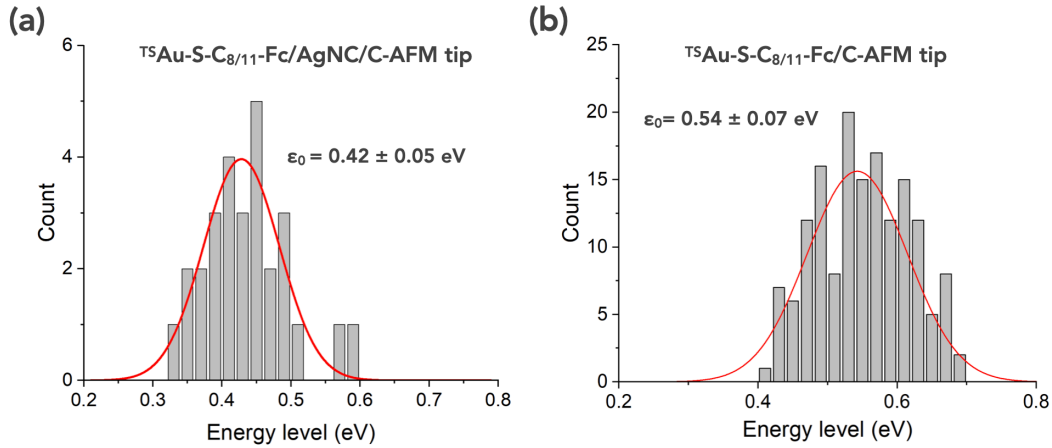 (a)
ᵀˢAu-S-C₈/₁₁-Fc/AgNC/C-AFM tip
ε₀ = 0.42 ± 0.05 eV
Count
6
4
2
0
0.2 0.3 0.4 0.5 0.6 0.7 0.8
Energy level (eV)
(b)
ᵀˢAu-S-C₈/₁₁-Fc/C-AFM tip
ε₀= 0.54 ± 0.07 eV
Count
25
20
15
10
5
0
0.2 0.4 0.6 0.8
Energy level (eV)